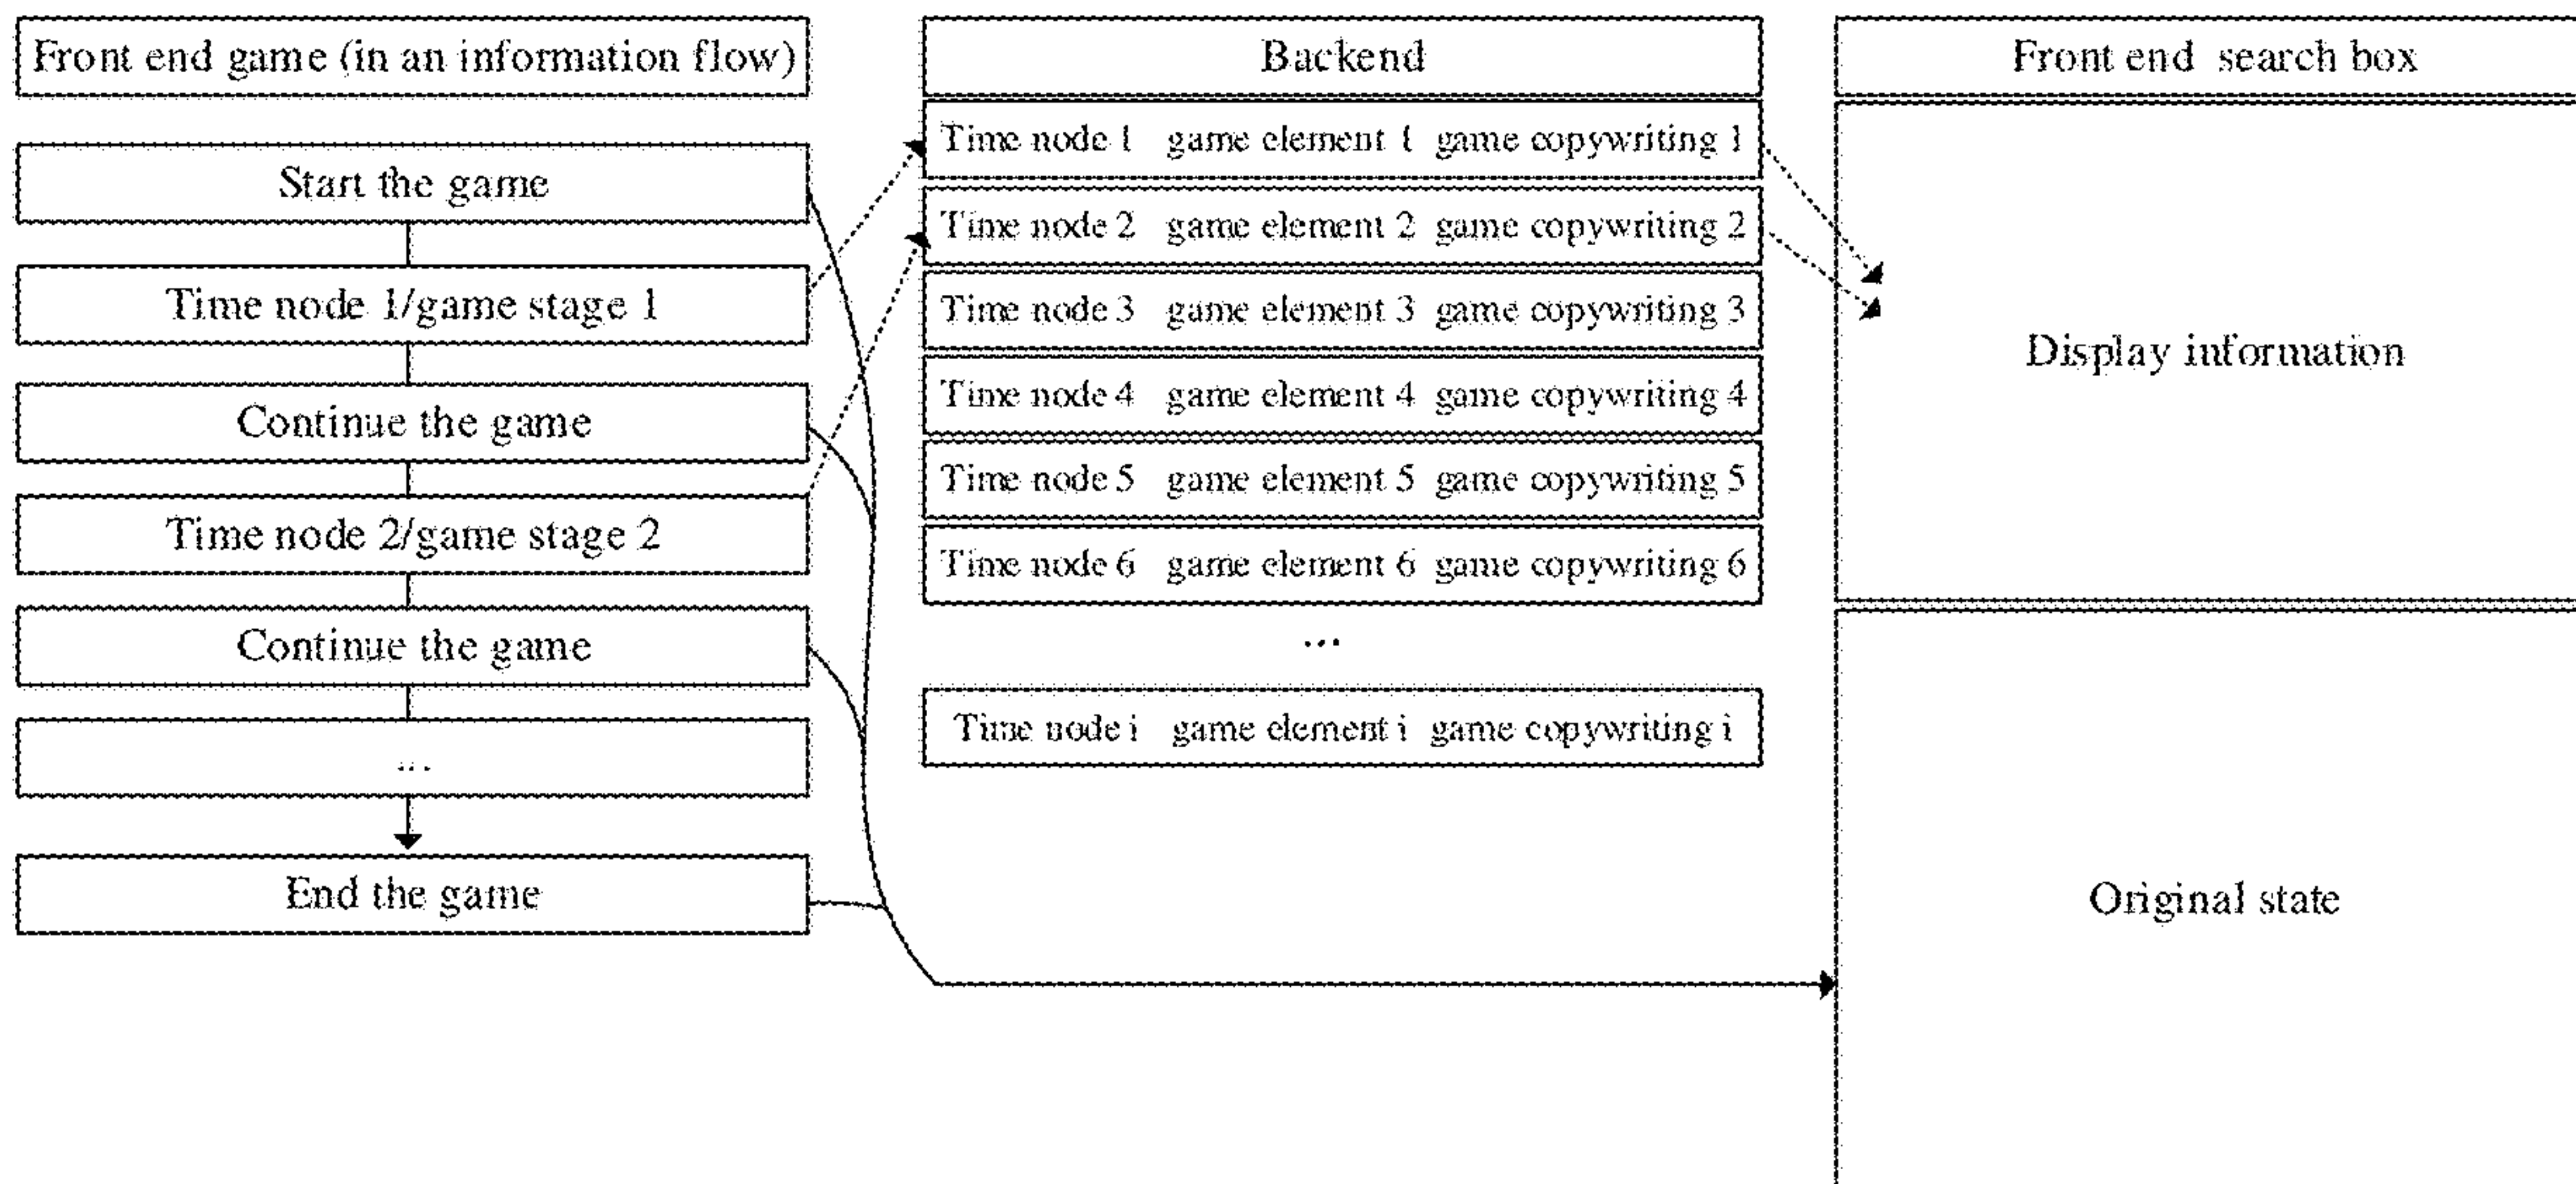 Front end game (in an information flow)
Start the game
Time node 1/game stage 1
Continue the game
Time node 2/game stage 2
Continue the game
...
End the game
Backend
Time node 1 game element 1 game copywriting 1
Time node 2 game element 2 game copywriting 2
Time node 3 game element 3 game copywriting 3
Time node 4 game element 4 game copywriting 4
Time node 5 game element 5 game copywriting 5
Time node 6 game element 6 game copywriting 6
...
Time node i game element i game copywriting i
Front end search box
Display information
Original state